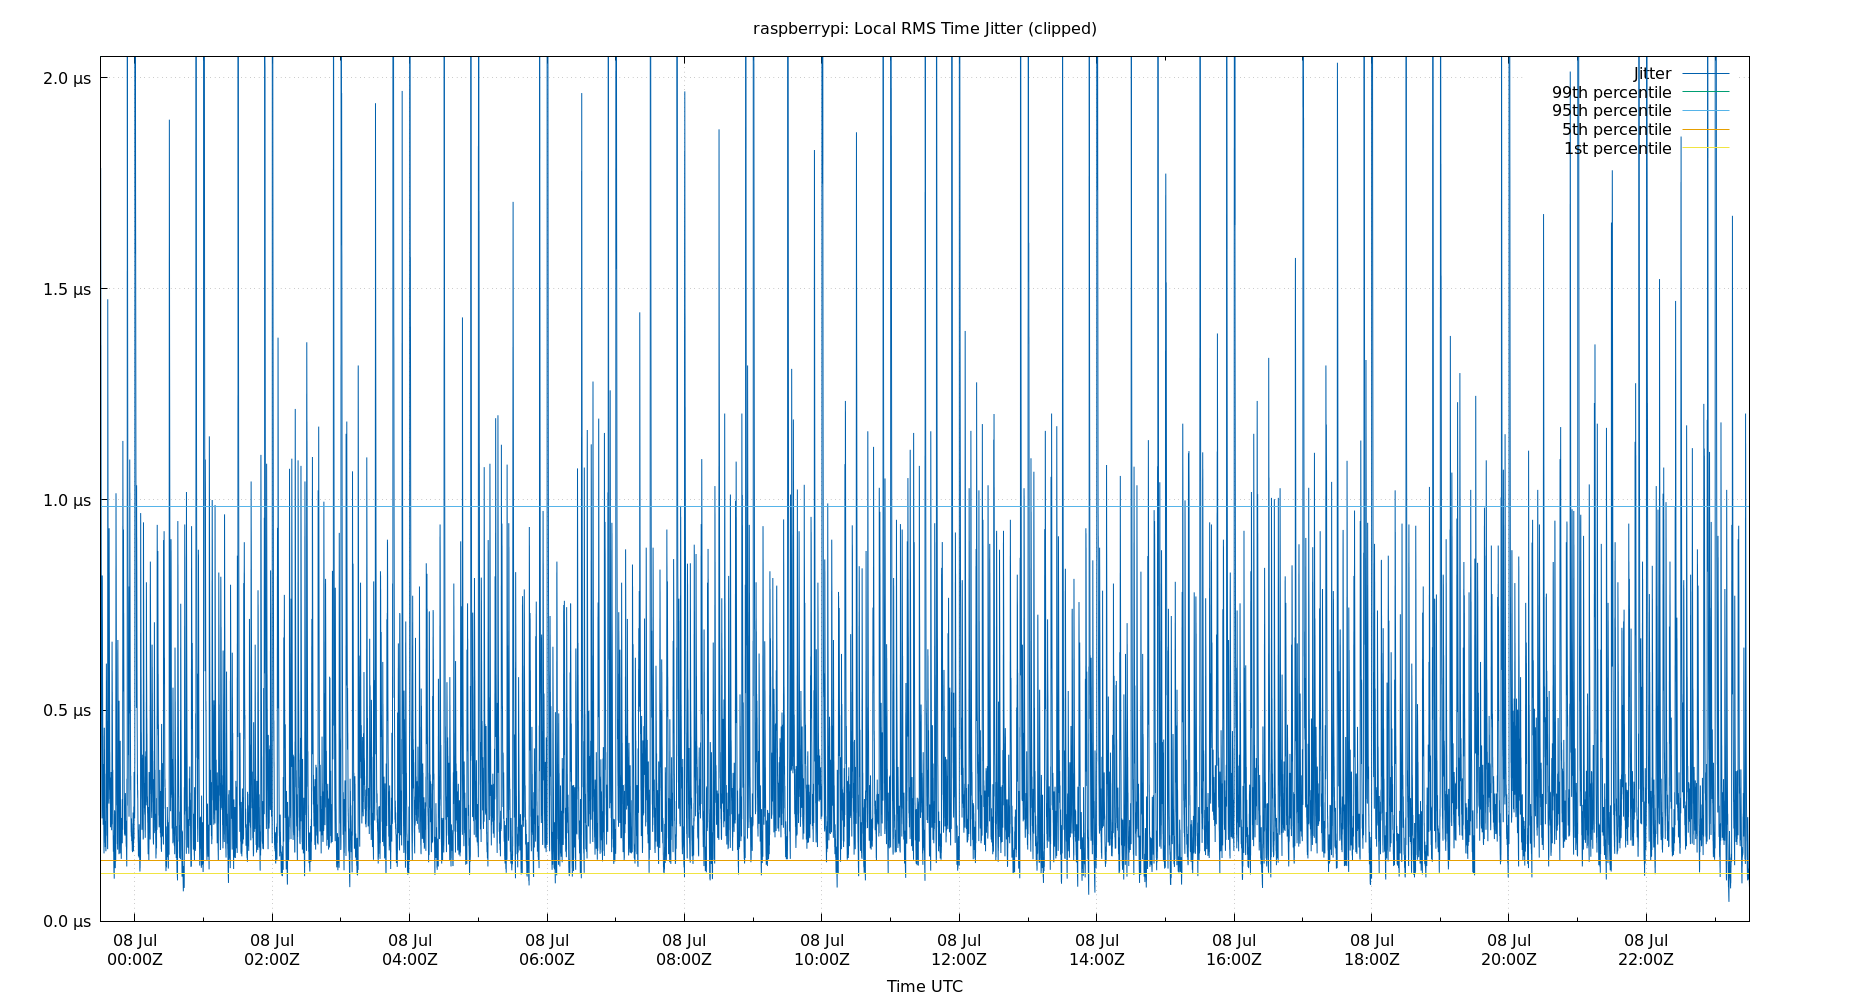 raspberrypi: Local RMS Time Jitter (clipped)
2.0 µs
1.5 µs
1.0 µs
0.5 µs
0.0 µs
Jitter
99th percentile
95th percentile
5th percentile
1st percentile
08 Jul 08 Jul 08 Jul 08 Jul 08 Jul 08 Jul 08 Jul 08 Jul 08 Jul 08 Jul 08 Jul 08 Jul
00:00Z 02:00Z 04:00Z 06:00Z 08:00Z 10:00Z 12:00Z 14:00Z 16:00Z 18:00Z 20:00Z 22:00Z
Time UTC